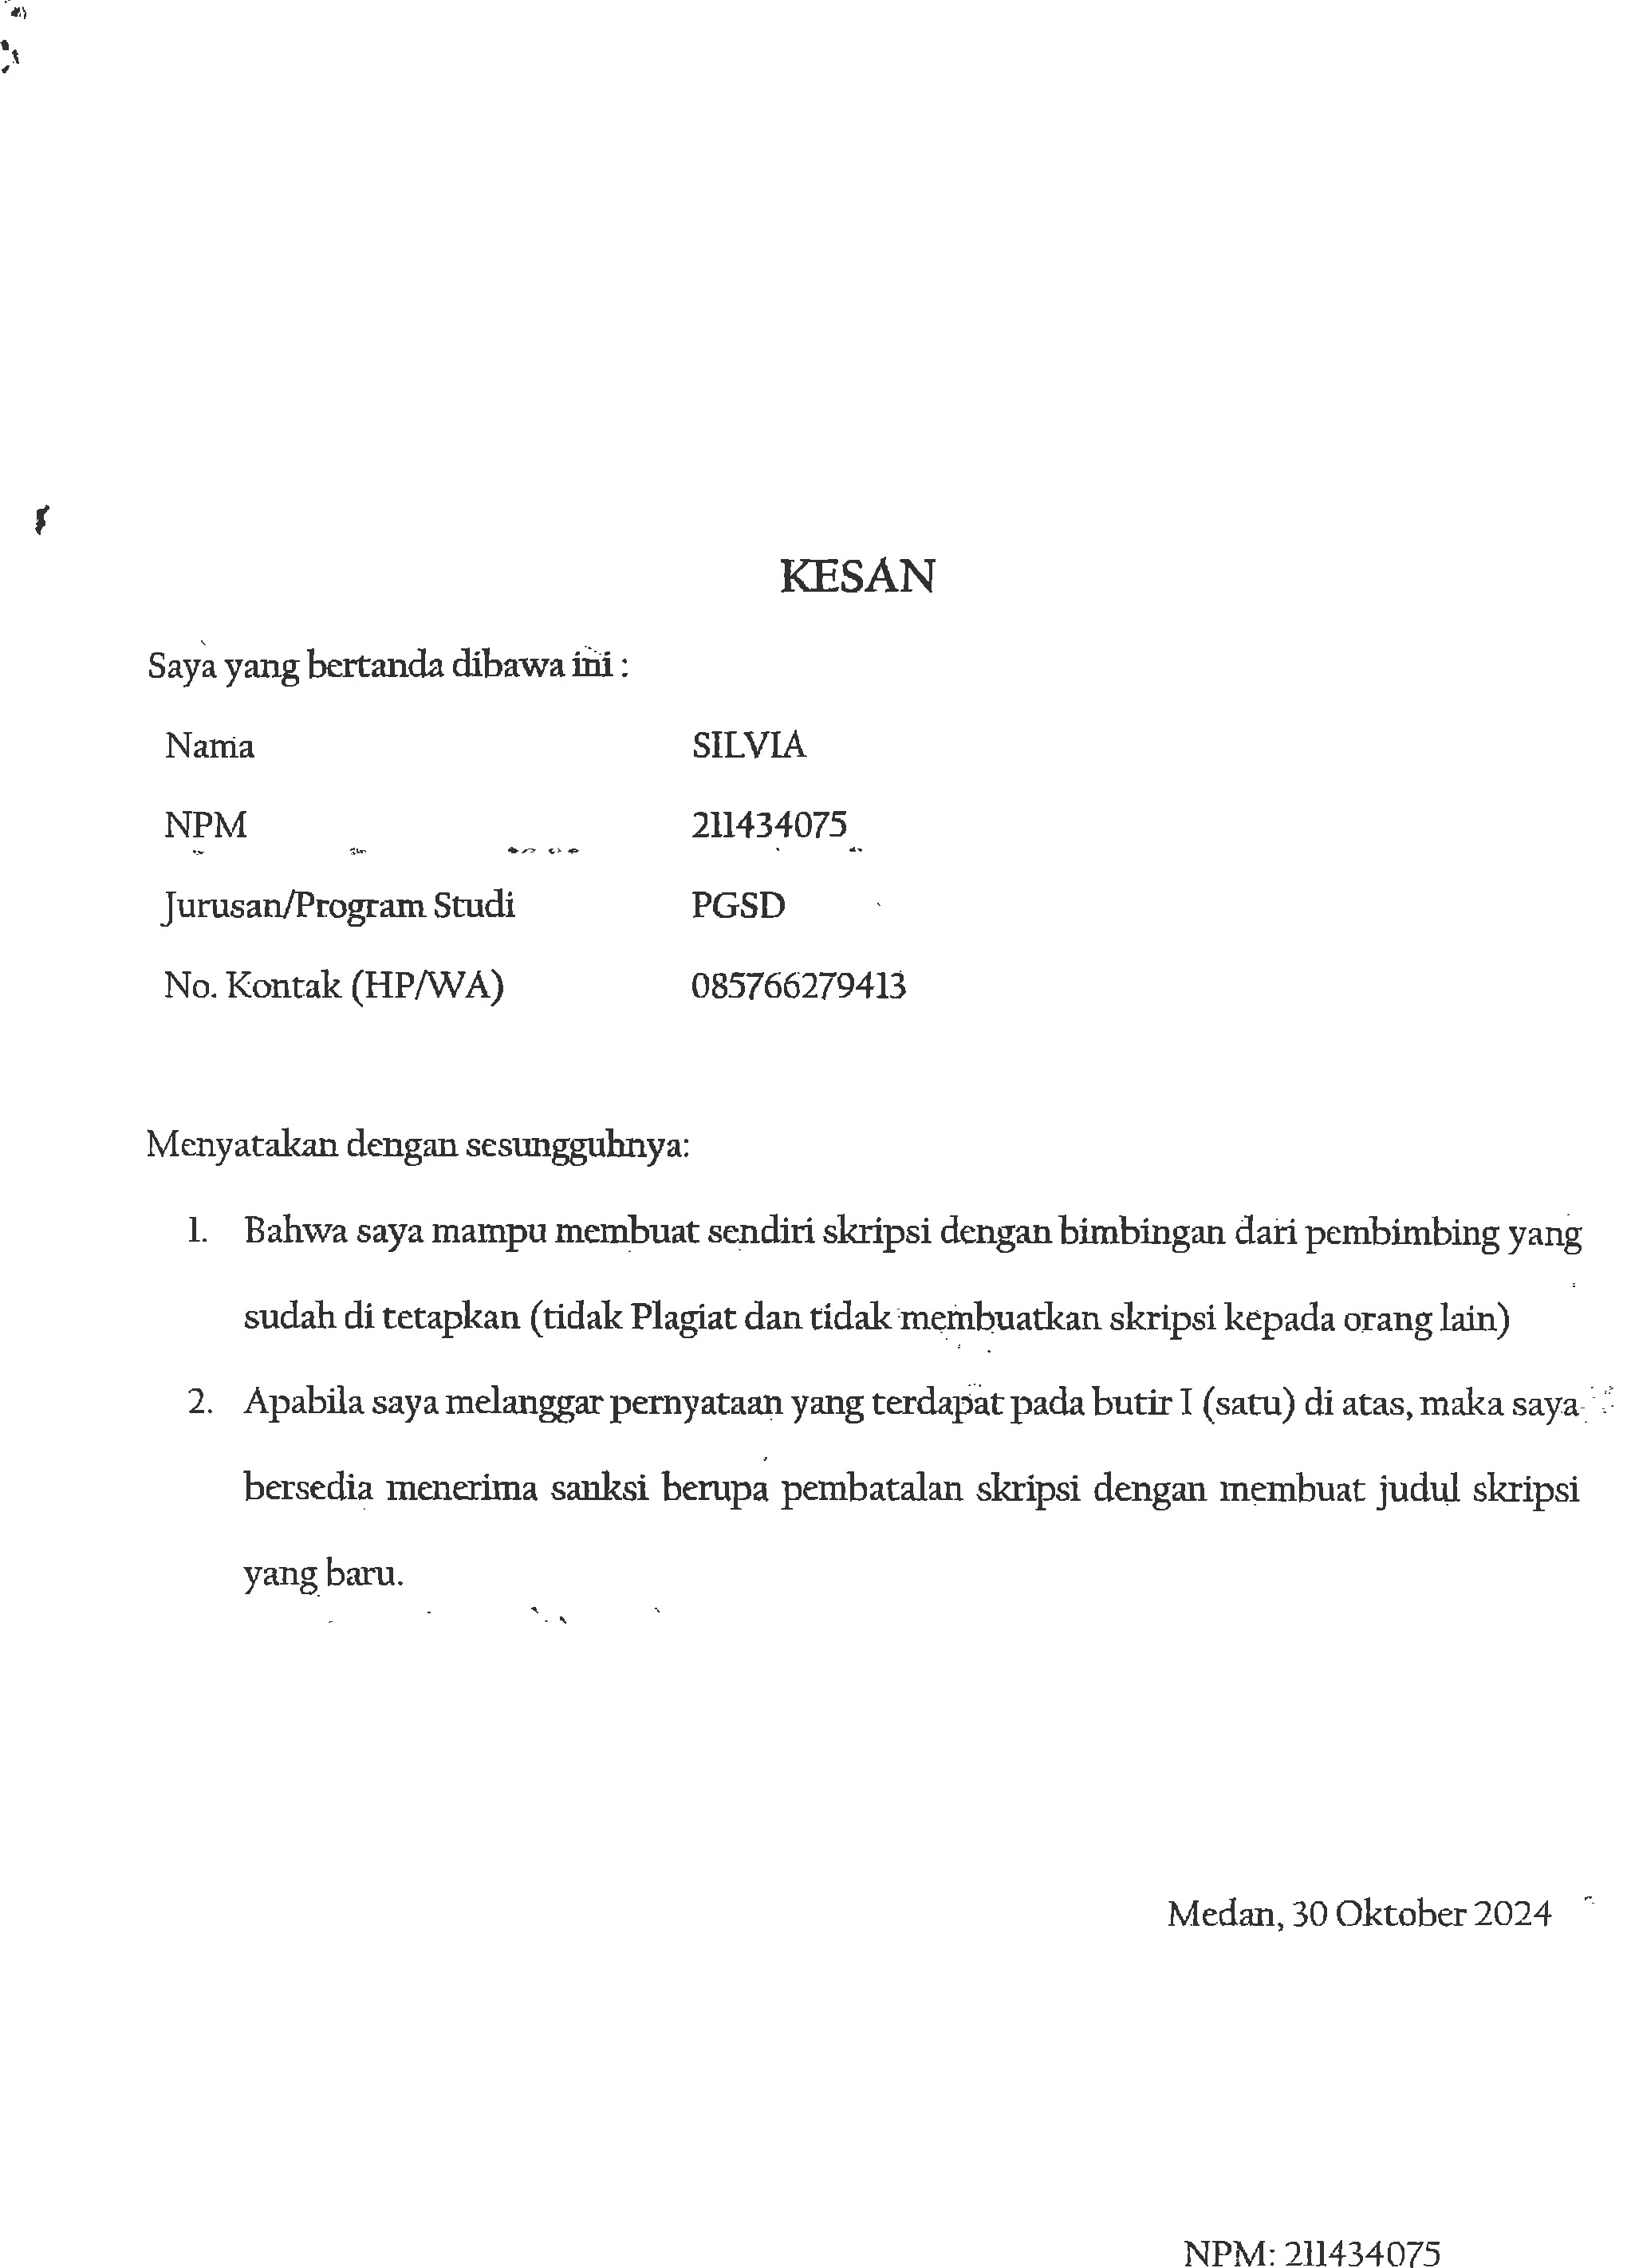 KESAN
Saya yang bertanda dibawa ini :
Nama SILVIA
NPM 211434075
Jurusan/Program Studi PGSD
No. Kontak (HP/WA) 085766279413
Menyatakan dengan sesungguhnya:
1. Bahwa saya mampu membuat sendiri skripsi dengan bimbingan dari pembimbing yang
sudah di tetapkan (tidak Plagiat dan tidak membuatkan skripsi kepada orang lain)
2. Apabila saya melanggar pernyataan yang terdapat pada butir I (satu) di atas, maka saya
bersedia menerima sanksi berupa pembatalan skripsi dengan membuat judul skripsi
yang baru.
Medan, 30 Oktober 2024
NPM: 211434075